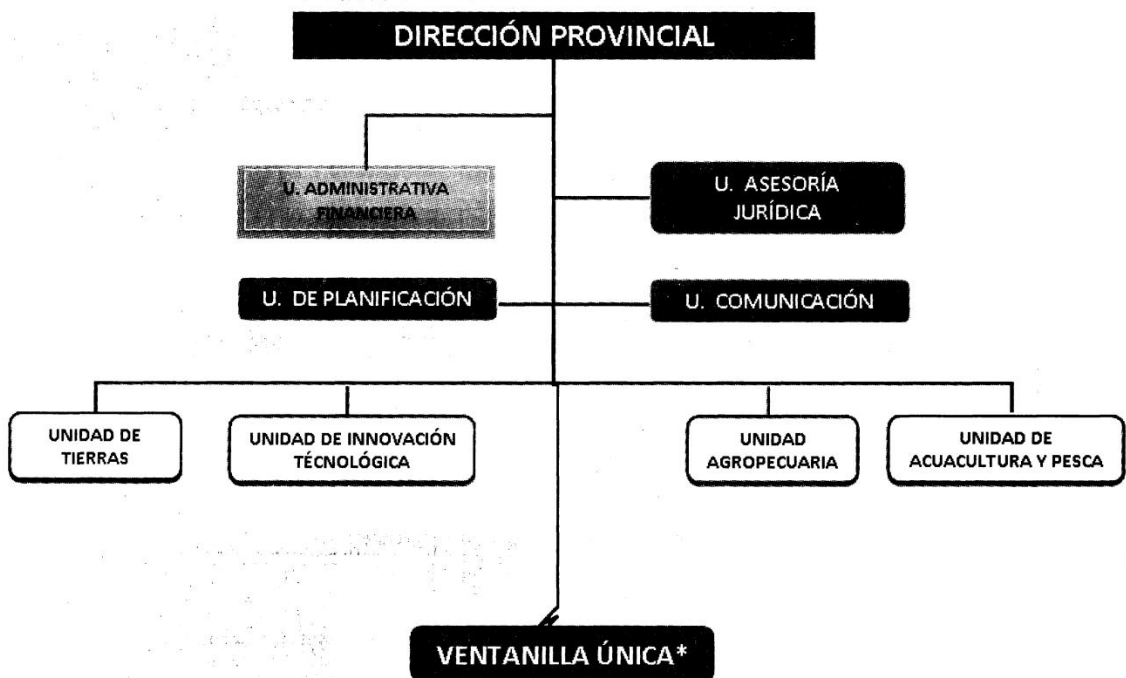 DIRECCIÓN PROVINCIAL
U. ADMINISTRATIVA
FINANCIERA
U. ASESORÍA
JURÍDICA
U. DE PLANIFICACIÓN
U. COMUNICACIÓN
UNIDAD DE
TIERRAS
UNIDAD DE INNOVACIÓN
TÉCNOLÓGICA
UNIDAD
AGROPECUARIA
UNIDAD DE
ACUACULTURA Y PESCA
VENTANILLA ÚNICA*